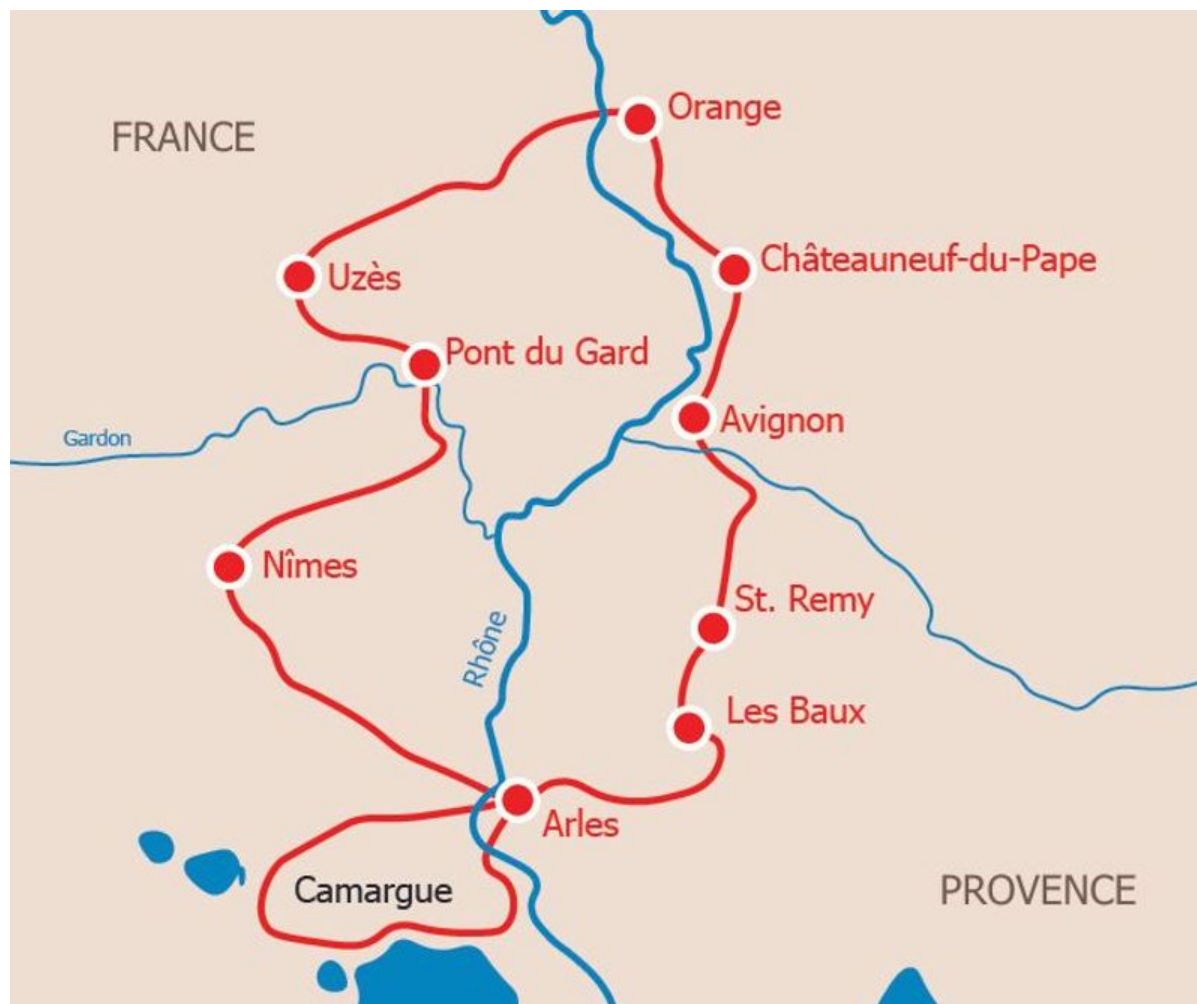 Orange
FRANCE
Châteauneuf-du-Pape
Uzès
Pont du Gard
Avignon
Gardon
Nîmes
St. Remy
Rhône
Les Baux
Arles
Camargue
PROVENCE